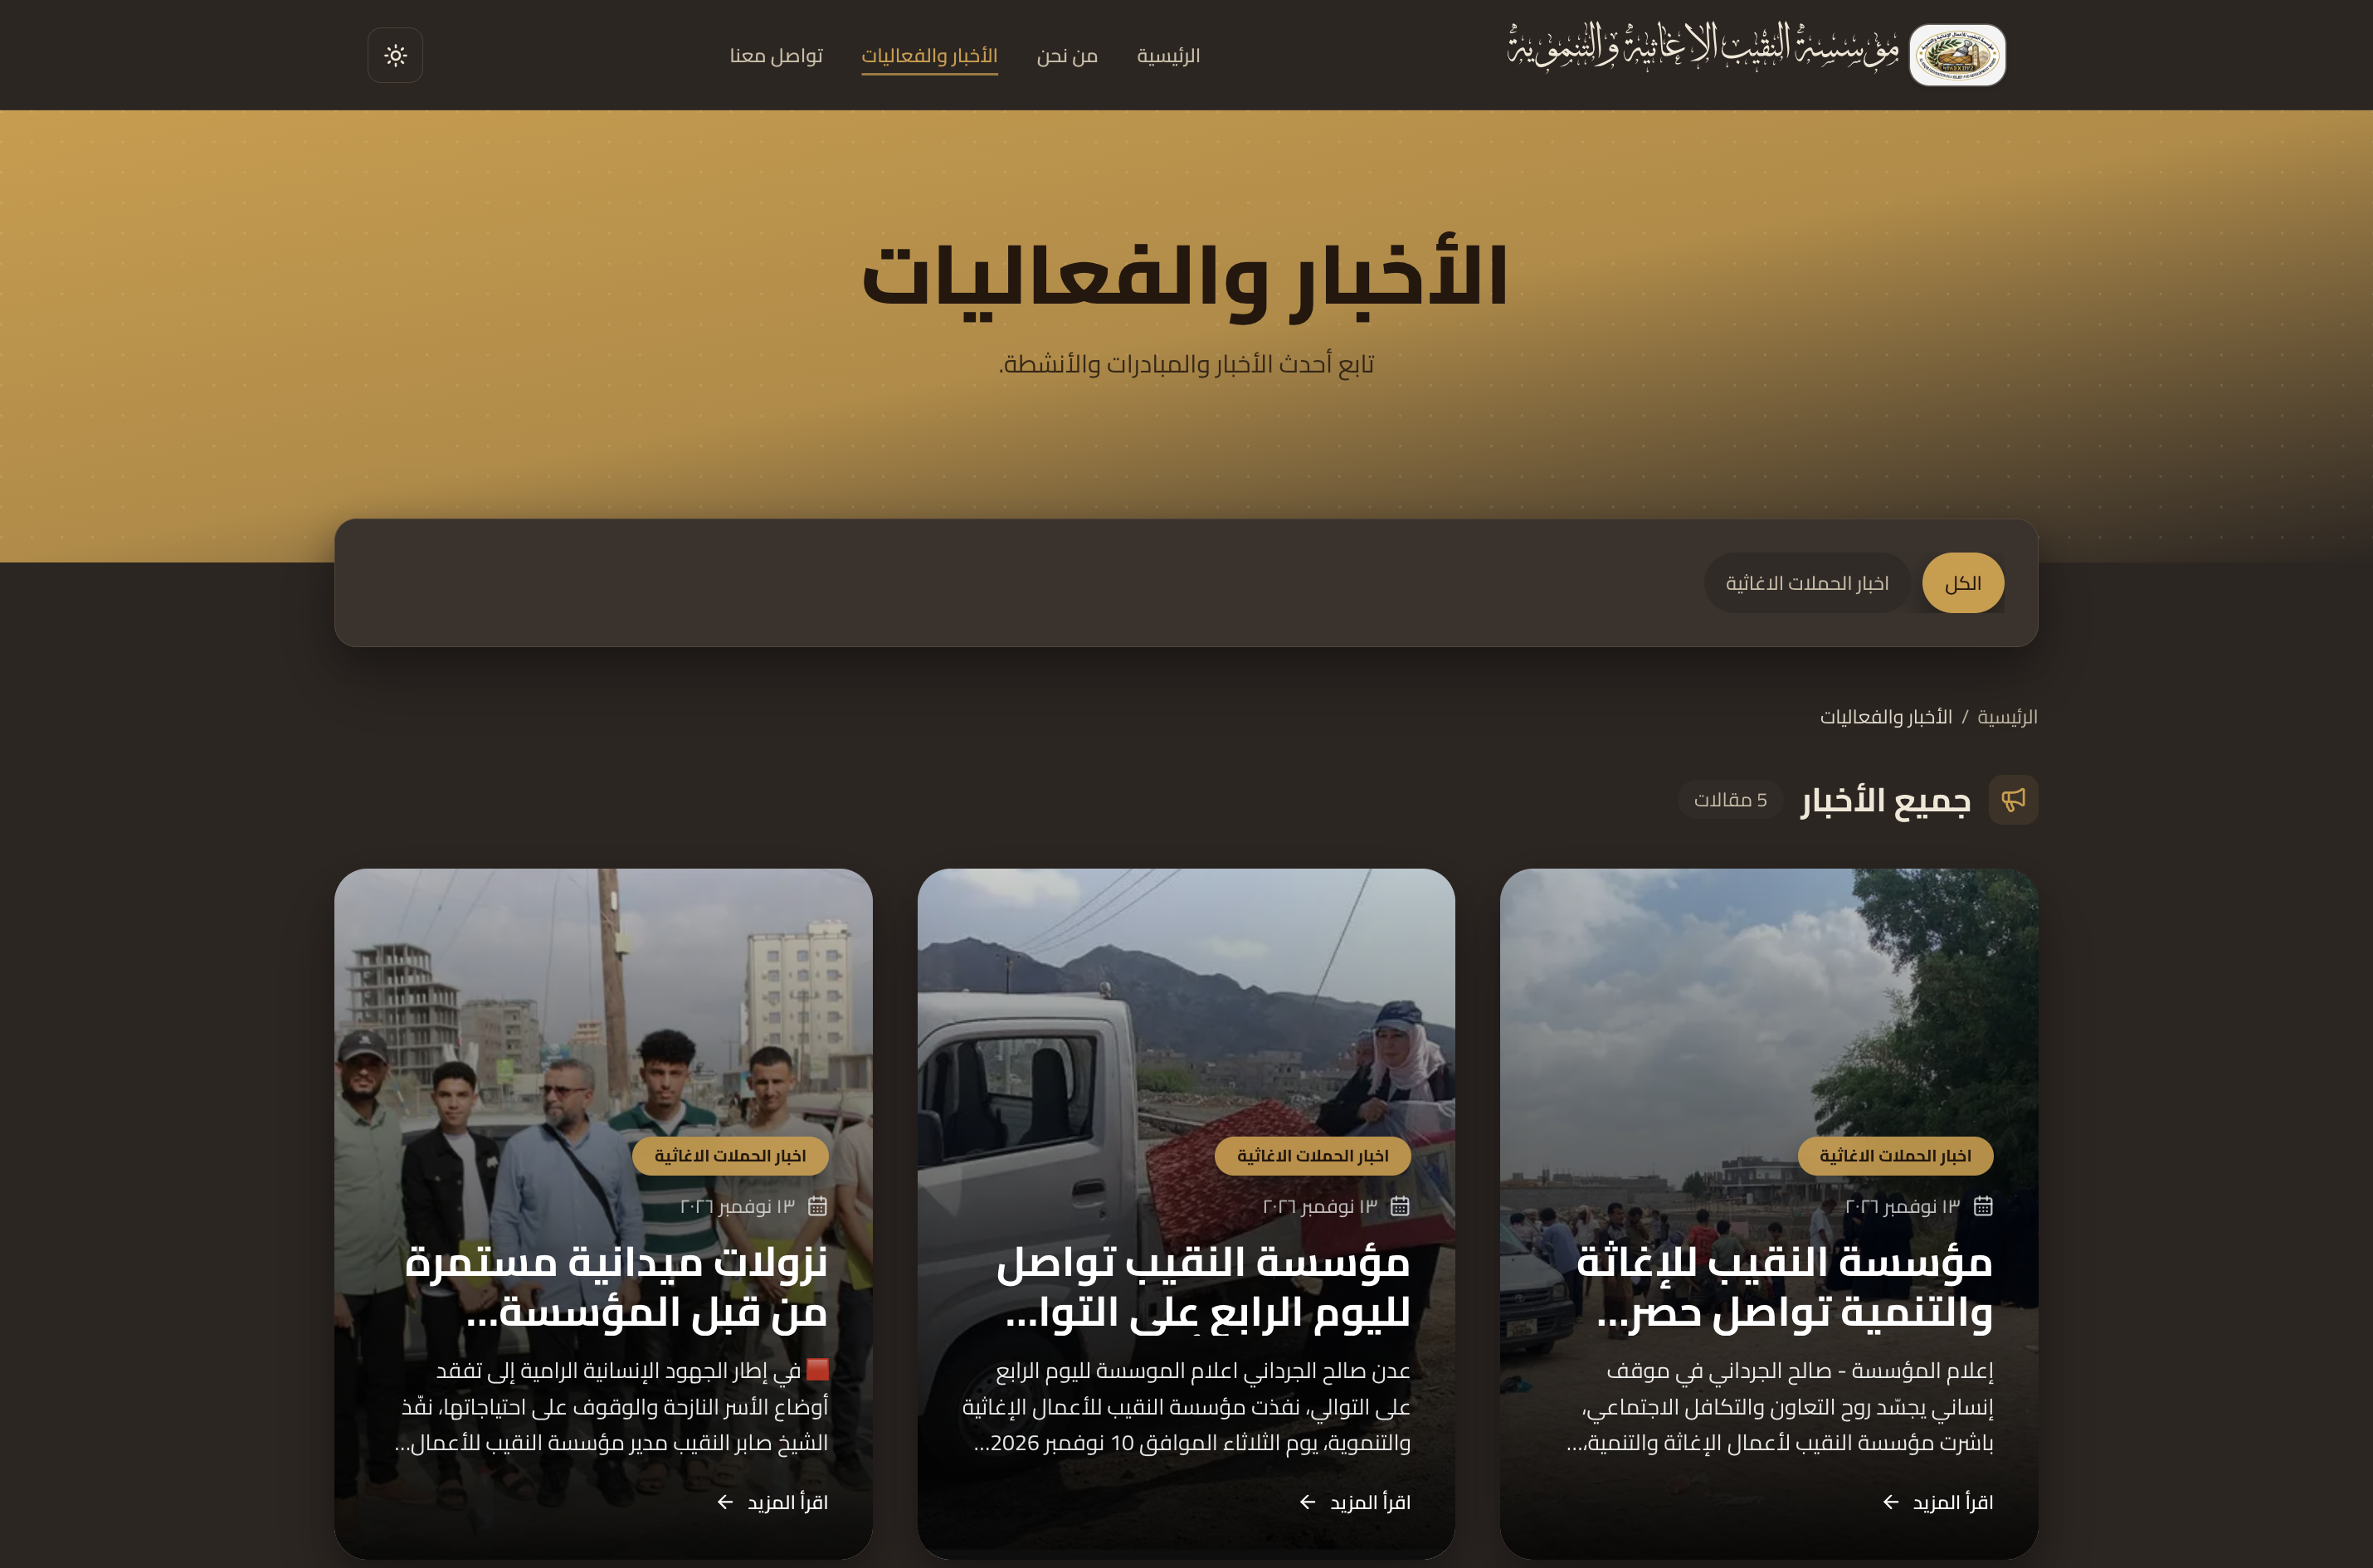 مؤسسة النقيب الاغاثية والتنموية
الرئيسية
من نحن
الأخبار والفعاليات
تواصل معنا
الأخبار والفعاليات
تابع أحدث الأخبار والمبادرات والأنشطة.
الكل
اخبار الحملات الاغاثية
الرئيسية / الأخبار والفعاليات
جميع الأخبار
5 مقالات
اخبار الحملات الاغاثية
١٣ نوفمبر ٢٠٢٦
مؤسسة النقيب للإغاثة
والتنمية تواصل حصر...
إعلام المؤسسة - صالح الجرداني في موقف
إنساني يجسّد روح التعاون والتكافل الاجتماعي،
باشرت مؤسسة النقيب لأعمال الإغاثة والتنمية،...
اقرأ المزيد
اخبار الحملات الاغاثية
١٣ نوفمبر ٢٠٢٦
مؤسسة النقيب تواصل
لليوم الرابع على التوا...
عدن صالح الجرداني اعلام الموسسة لليوم الرابع
على التوالي، نفذت مؤسسة النقيب للأعمال الإغاثية
والتنموية، يوم الثلاثاء الموافق 10 نوفمبر 2026...
اقرأ المزيد
اخبار الحملات الاغاثية
١٣ نوفمبر ٢٠٢٦
نزولات ميدانية مستمرة
من قبل المؤسسة...
🟥 في إطار الجهود الإنسانية الرامية إلى تفقد
أوضاع الأسر النازحة والوقوف على احتياجاتها، نفّذ
الشيخ صابر النقيب مدير مؤسسة النقيب للأعمال...
اقرأ المزيد